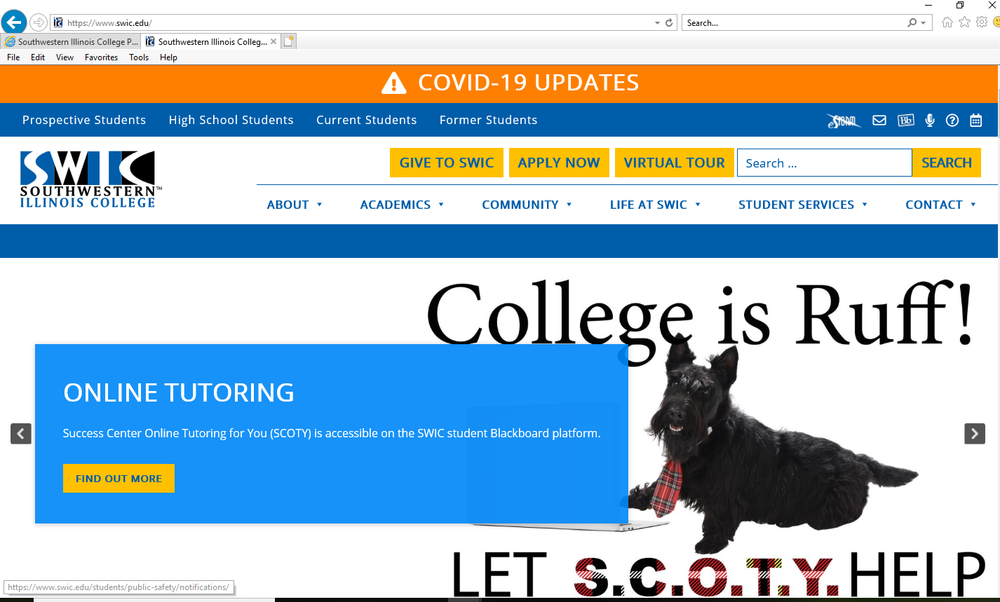 https://www.swic.edu/
Search...
Southwestern Illinois College P...
Southwestern Illinois Colleg...
File Edit View Favorites Tools Help
COVID-19 UPDATES
Prospective Students High School Students Current Students Former Students
eStorm Bb
SWIC
SOUTHWESTERN™
ILLINOIS COLLEGE
GIVE TO SWIC APPLY NOW VIRTUAL TOUR Search ... SEARCH
ABOUT ACADEMICS COMMUNITY LIFE AT SWIC STUDENT SERVICES CONTACT
College is Ruff!
ONLINE TUTORING
Success Center Online Tutoring for You (SCOTY) is accessible on the SWIC student Blackboard platform.
FIND OUT MORE
LET S.C.O.T.Y. HELP
https://www.swic.edu/students/public-safety/notifications/